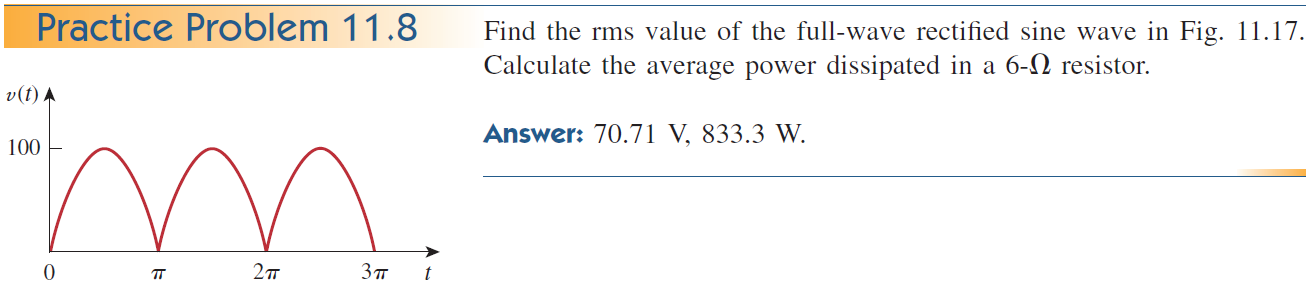 Practice Problem 11.8
Find the rms value of the full-wave rectified sine wave in Fig. 11.17.
Calculate the average power dissipated in a 6-Ω resistor.
Answer: 70.71 V, 833.3 W.
v(t)
100
0 π 2π 3π t